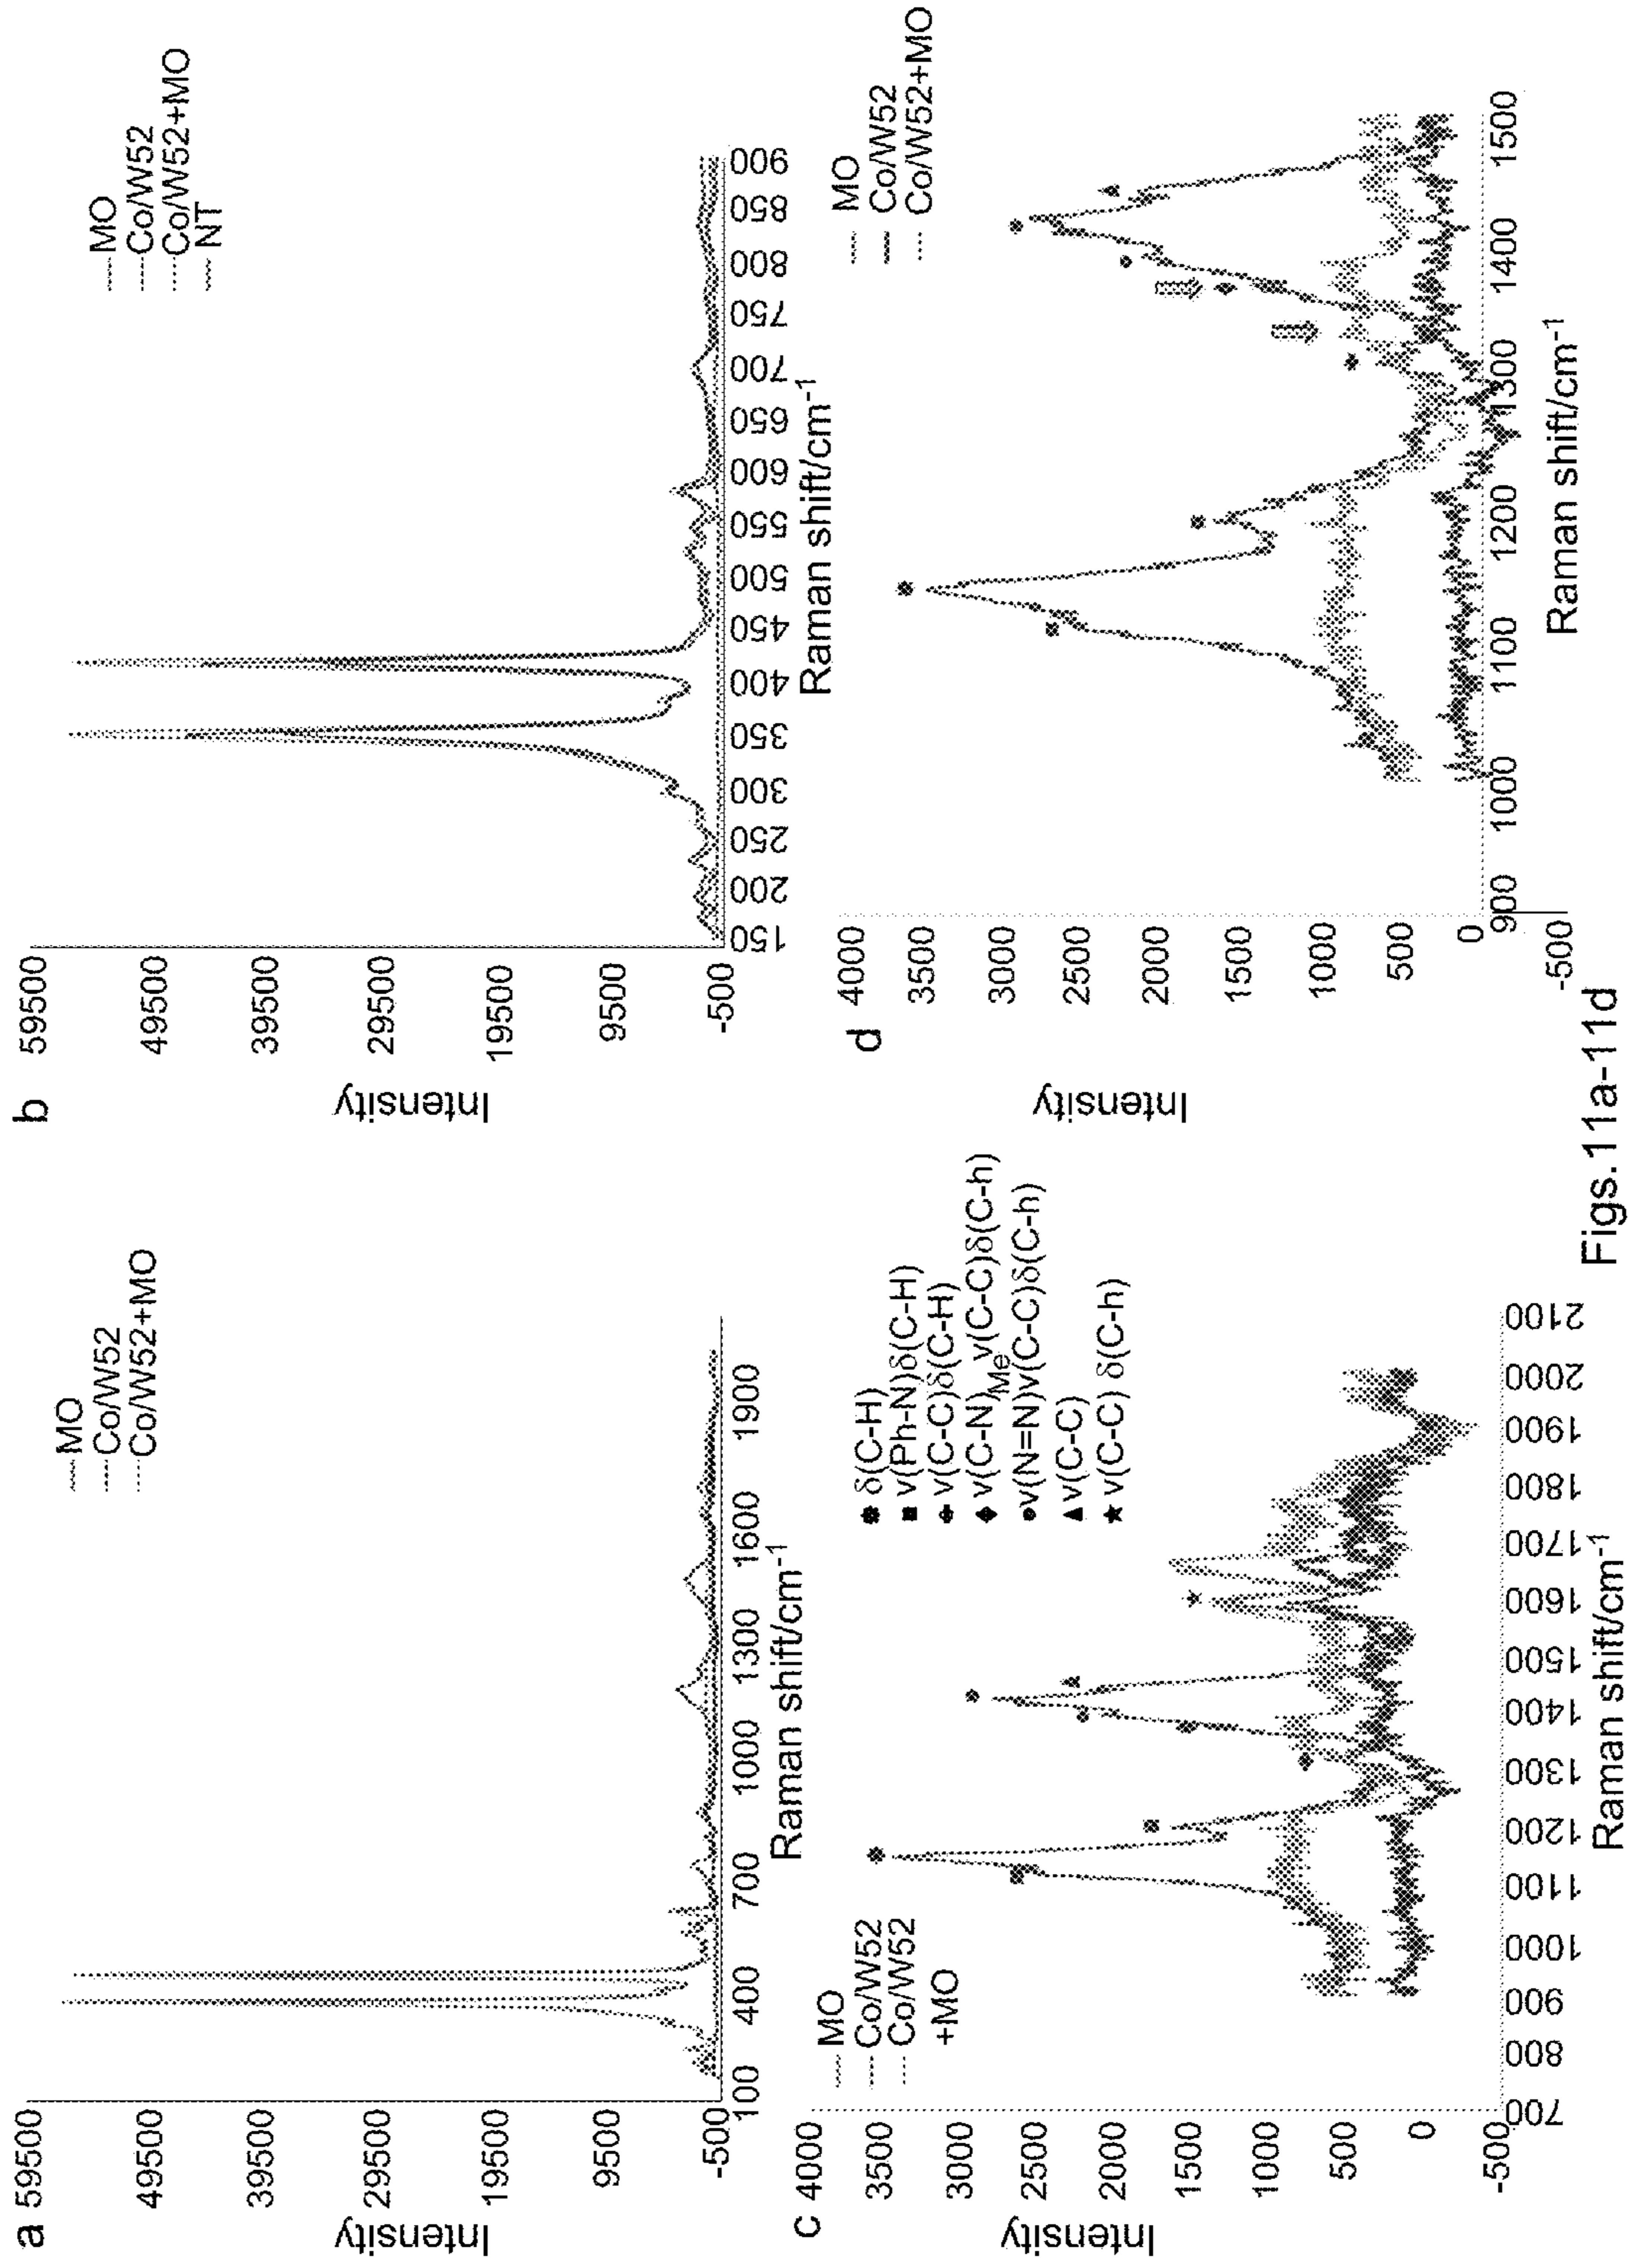 a
59500
49500
39500
29500
19500
9500
-500
Intensity
100
400
700
1000
1300
1600
1900
Raman shift/cm-1
MO
Co/W52
Co/W52+MO
b
59500
49500
39500
29500
19500
9500
-500
Intensity
150
200
250
300
350
400
450
500
550
600
650
700
750
800
850
900
Raman shift/cm-1
MO
Co/W52
Co/W52+MO
NT
c
4000
3500
3000
2500
2000
1500
1000
500
0
-500
Intensity
700
800
900
1000
1100
1200
1300
1400
1500
1600
1700
1800
1900
2000
2100
Raman shift/cm-1
MO
Co/W52
Co/W52
+MO
δ(C-H)
ν(Ph-N)δ(C-H)
ν(C-C)δ(C-H)
ν(C-N)Me ν(C-C)δ(C-h)
ν(N=N)ν(C-C)δ(C-h)
ν(C-C)
ν(C-C) δ(C-h)
d
4000
3500
3000
2500
2000
1500
1000
500
0
-500
Intensity
900
1000
1100
1200
1300
1400
1500
Raman shift/cm-1
MO
Co/W52
Co/W52+MO
Figs.11a-11d